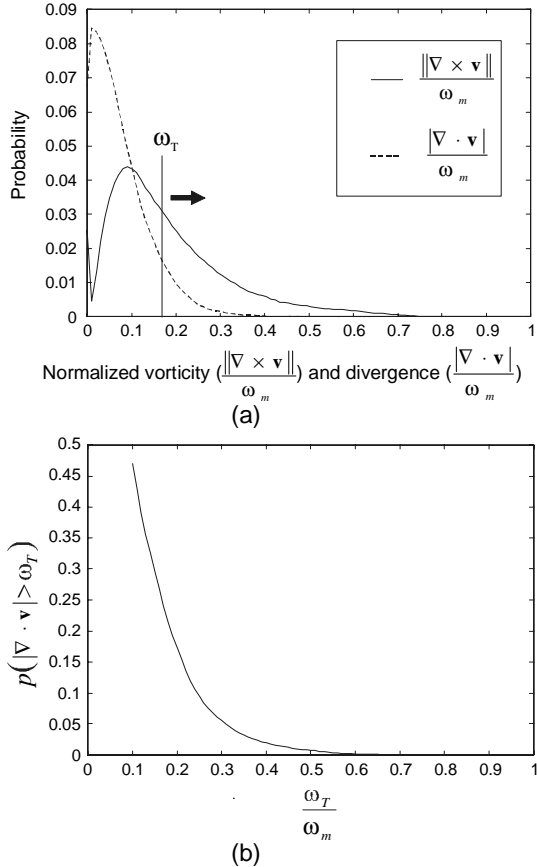 0.09
0.08
0.07
0.06
0.05
0.04
0.03
0.02
0.01
0
Probability
ω_T
‖∇ × v‖ / ω_m
|∇ · v| / ω_m
0 0.1 0.2 0.3 0.4 0.5 0.6 0.7 0.8 0.9 1
Normalized vorticity (‖∇ × v‖ / ω_m) and divergence (|∇ · v| / ω_m)
(a)
0.5
0.45
0.4
0.35
0.3
0.25
0.2
0.15
0.1
0.05
0
p(|∇ · v|>ω_T)
0 0.1 0.2 0.3 0.4 0.5 0.6 0.7 0.8 0.9 1
ω_T / ω_m
(b)